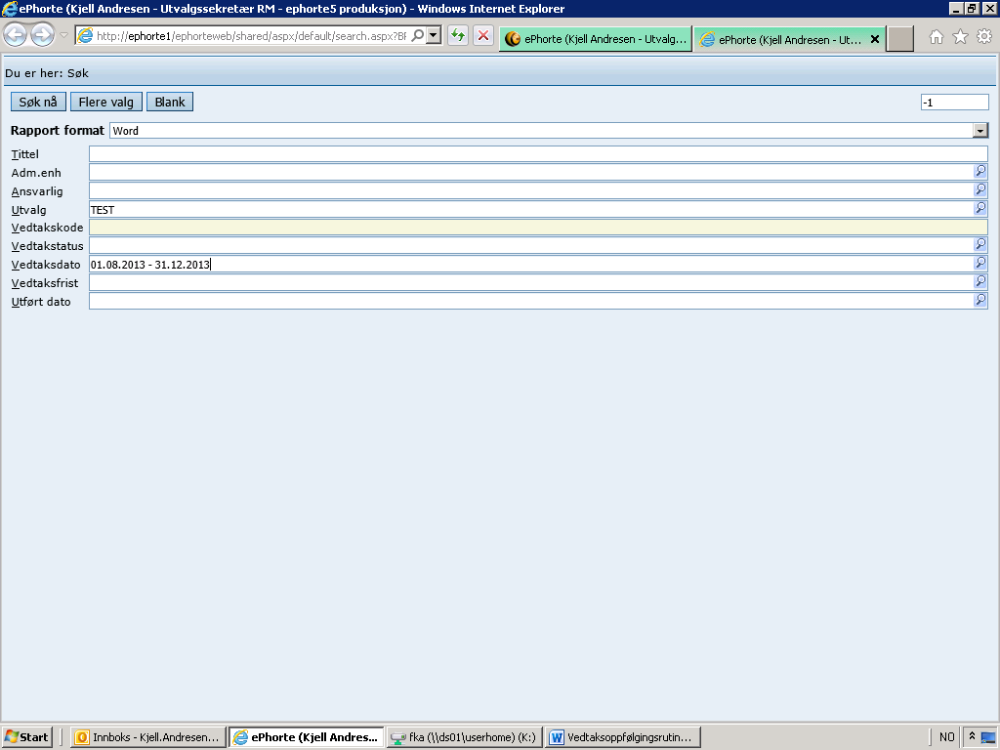 ePhorte (Kjell Andresen - Utvalgssekretær RM - ephorte5 produksjon) - Windows Internet Explorer
http://ephorte1/ephorteweb/shared/aspx/default/search.aspx?BF
ePhorte (Kjell Andresen - Utvalg...
ePhorte (Kjell Andresen - Ut...
Du er her: Søk
Søk nå Flere valg Blank
-1
Rapport format Word
Tittel
Adm.enh
Ansvarlig
Utvalg TEST
Vedtakskode
Vedtakstatus
Vedtaksdato 01.08.2013 - 31.12.2013
Vedtaksfrist
Utført dato
Start
Innboks - Kjell.Andresen...
ePhorte (Kjell Andres...
fka (\\ds01\userhome) (K:)
Vedtaksoppfølgingsrutin...
NO